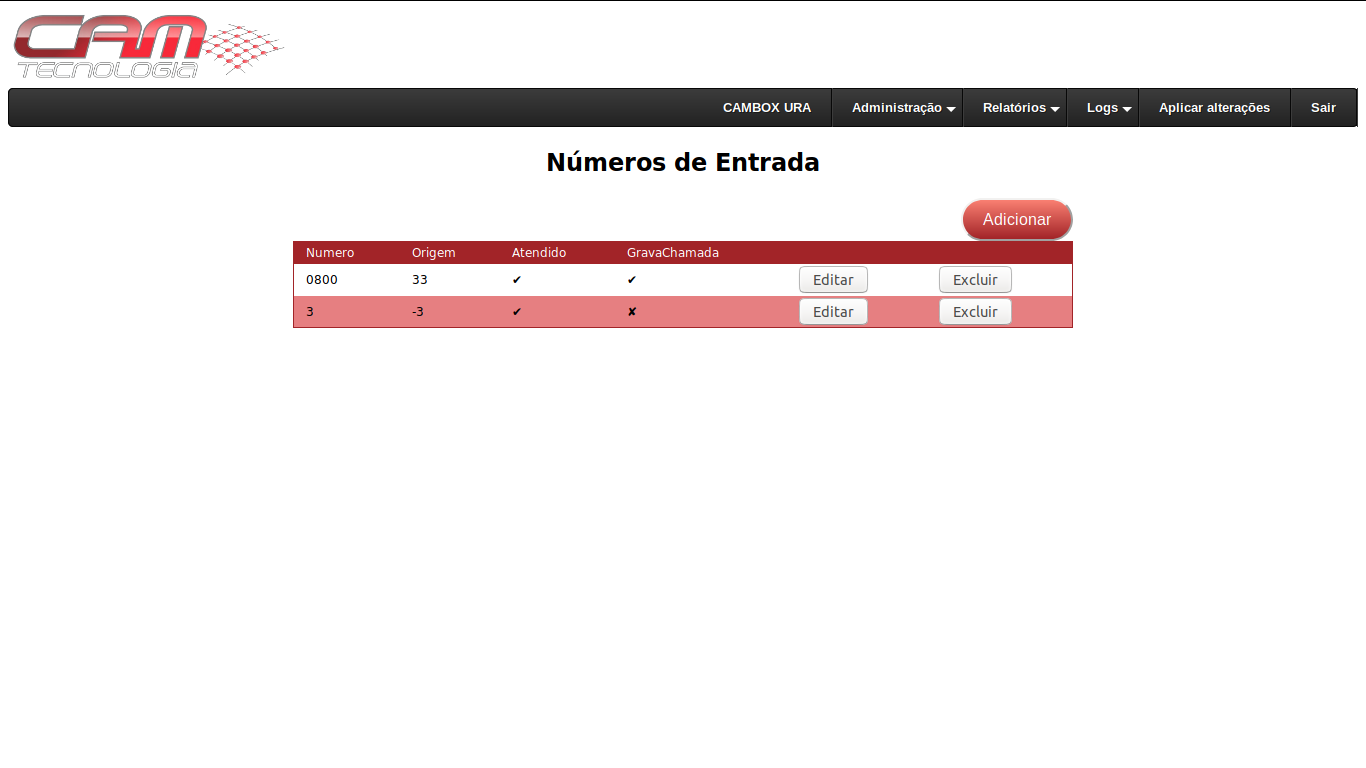 CAM
TECNOLOGIA
CAMBOX URA Administração Relatórios Logs Aplicar alterações Sair
Números de Entrada
Adicionar
Numero Origem Atendido GravaChamada
0800 33 ✔ ✔ Editar Excluir
3 -3 ✔ ✘ Editar Excluir